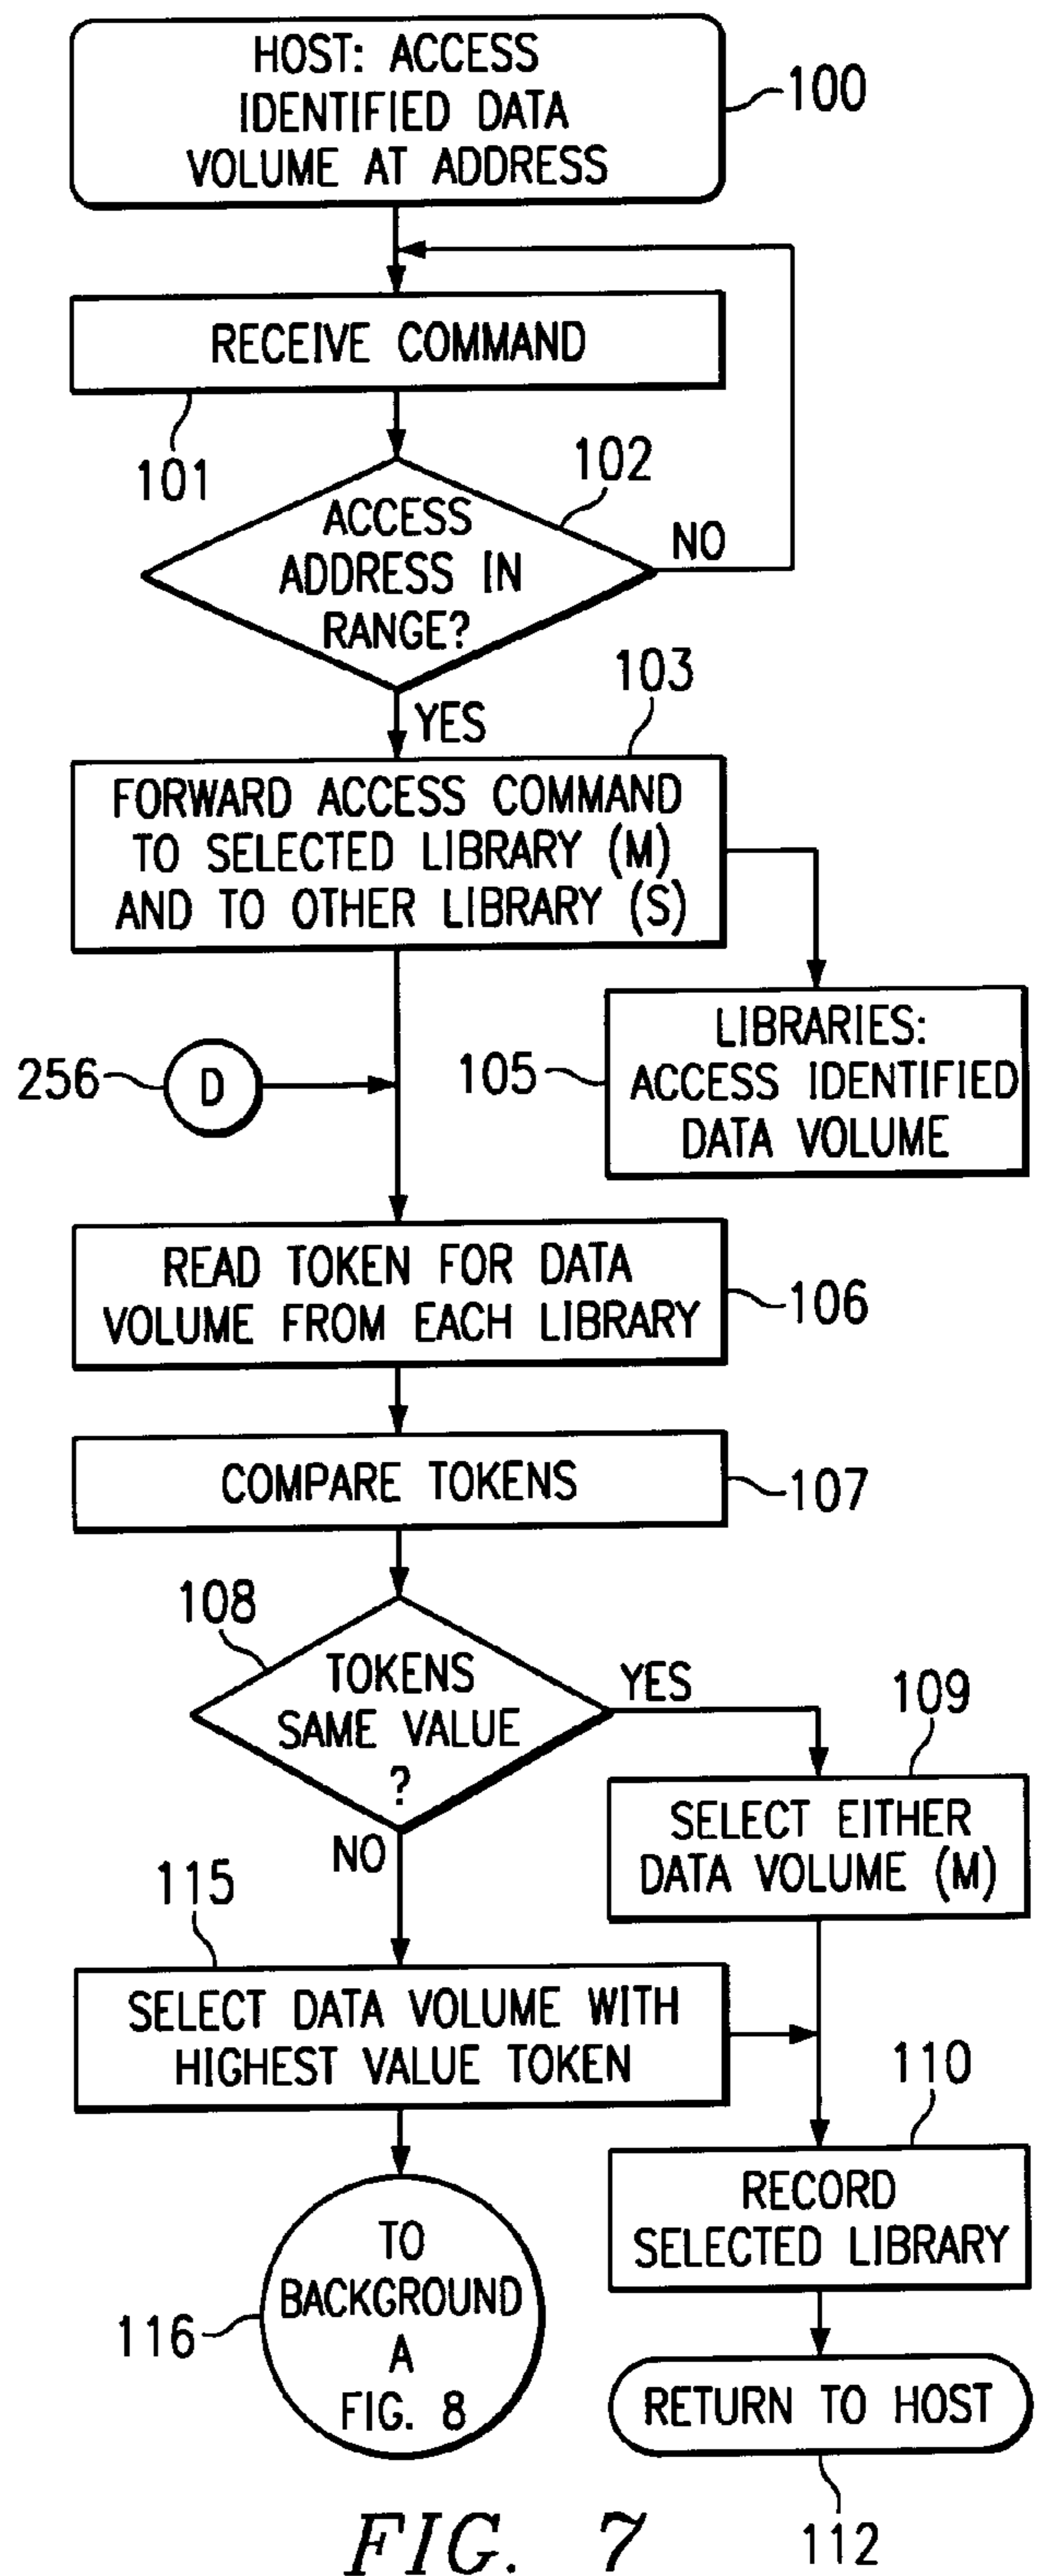 HOST: ACCESS
IDENTIFIED DATA
VOLUME AT ADDRESS
100
RECEIVE COMMAND
101
102
ACCESS
ADDRESS IN
RANGE?
NO
YES
103
FORWARD ACCESS COMMAND
TO SELECTED LIBRARY (M)
AND TO OTHER LIBRARY (S)
LIBRARIES:
ACCESS IDENTIFIED
DATA VOLUME
105
256
D
READ TOKEN FOR DATA
VOLUME FROM EACH LIBRARY
106
COMPARE TOKENS
107
108
TOKENS
SAME VALUE
?
YES
NO
109
SELECT EITHER
DATA VOLUME (M)
115
SELECT DATA VOLUME WITH
HIGHEST VALUE TOKEN
110
RECORD
SELECTED LIBRARY
TO
BACKGROUND
A
FIG. 8
116
RETURN TO HOST
112
FIG. 7